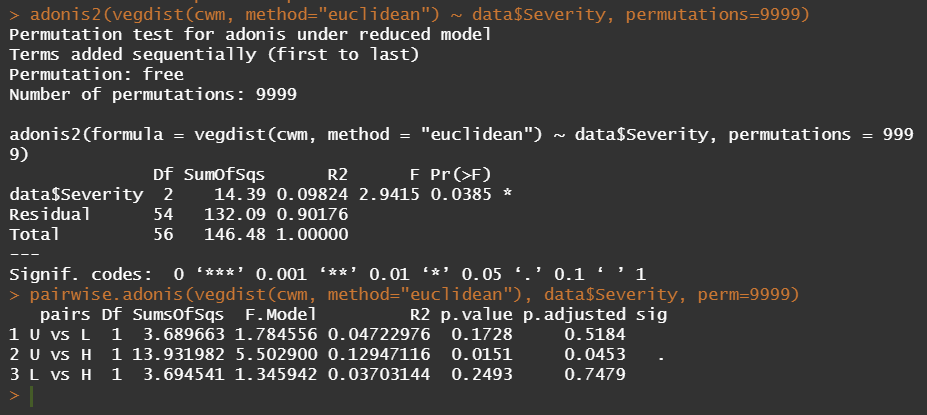 > adonis2(vegdist(cwm, method="euclidean") ~ data$Severity, permutations=9999)
Permutation test for adonis under reduced model
Terms added sequentially (first to last)
Permutation: free
Number of permutations: 9999

adonis2(formula = vegdist(cwm, method = "euclidean") ~ data$Severity, permutations = 999
9)
              Df SumOfSqs      R2      F Pr(>F)
data$Severity  2    14.39 0.09824 2.9415 0.0385 *
Residual      54   132.09 0.90176
Total         56   146.48 1.00000
---
Signif. codes:  0 ‘***’ 0.001 ‘**’ 0.01 ‘*’ 0.05 ‘.’ 0.1 ‘ ’ 1
> pairwise.adonis(vegdist(cwm, method="euclidean"), data$Severity, perm=9999)
   pairs Df SumsOfSqs  F.Model         R2 p.value p.adjusted sig
1 U vs L  1  3.689663 1.784556 0.04722976  0.1728     0.5184
2 U vs H  1 13.931982 5.502900 0.12947116  0.0151     0.0453   .
3 L vs H  1  3.694541 1.345942 0.03703144  0.2493     0.7479
>